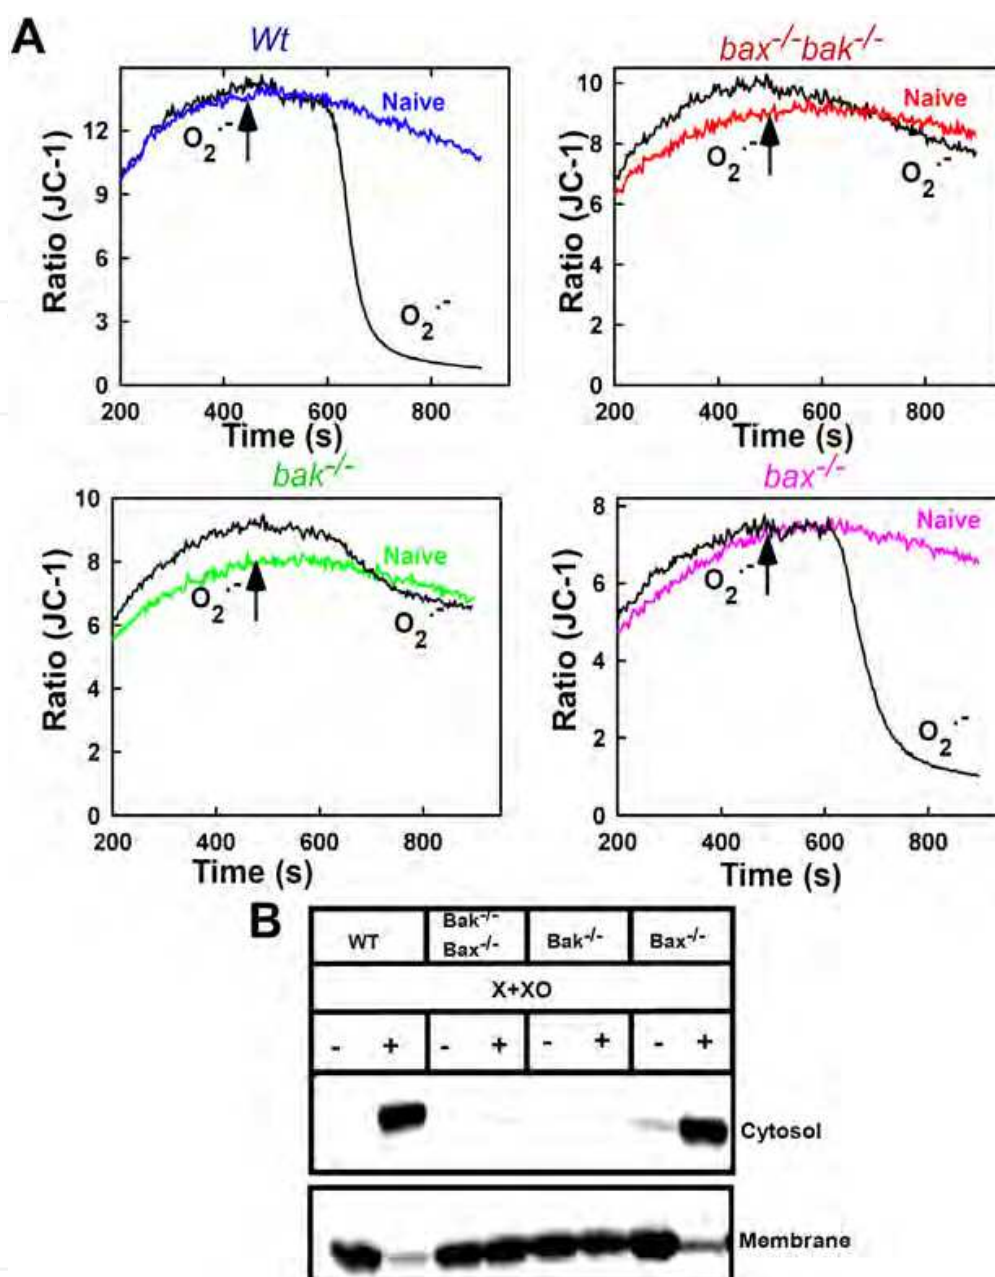 A
Wt
Ratio (JC-1)
12
9
6
3
0
Naive
O2·-
O2·-
200 400 600 800
Time (s)
bax-/-bak-/-
Ratio (JC-1)
10
8
6
4
2
0
Naive
O2·-
O2·-
200 400 600 800
Time (s)
bak-/-
Ratio (JC-1)
10
8
6
4
2
0
Naïve
O2·-
O2·-
200 400 600 800
Time (s)
bax-/-
Ratio (JC-1)
8
6
4
2
0
Naive
O2·-
O2·-
200 400 600 800
Time (s)
B
WT Bak-/- Bax-/- Bak-/- Bax-/-
X+XO
- + - + - + - +
Cytosol
Membrane